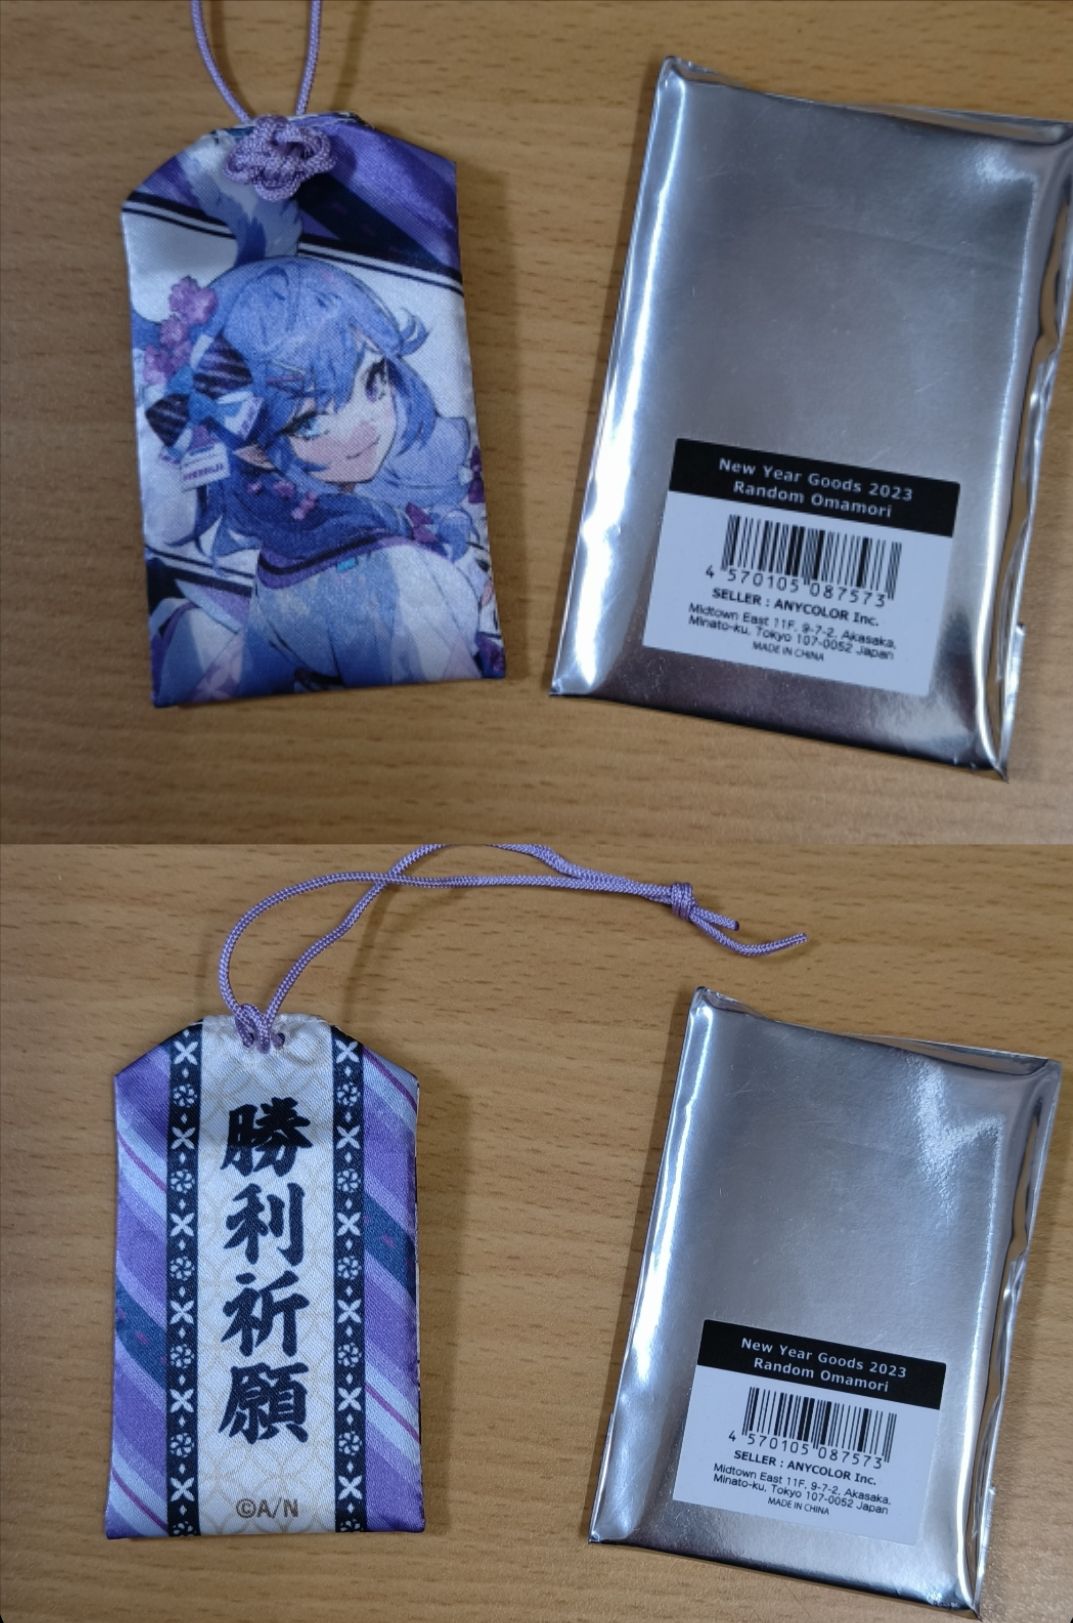 New Year Goods 2023
Random Omamori
4 570105 087573
SELLER : ANYCOLOR Inc.
Midtown East 11F, 9-7-2, Akasaka,
Minato-ku, Tokyo 107-0052 Japan
MADE IN CHINA
勝利祈願
©A/N
New Year Goods 2023
Random Omamori
4 570105 087573
SELLER : ANYCOLOR Inc.
Midtown East 11F, 9-7-2, Akasaka,
Minato-ku, Tokyo 107-0052 Japan
MADE IN CHINA